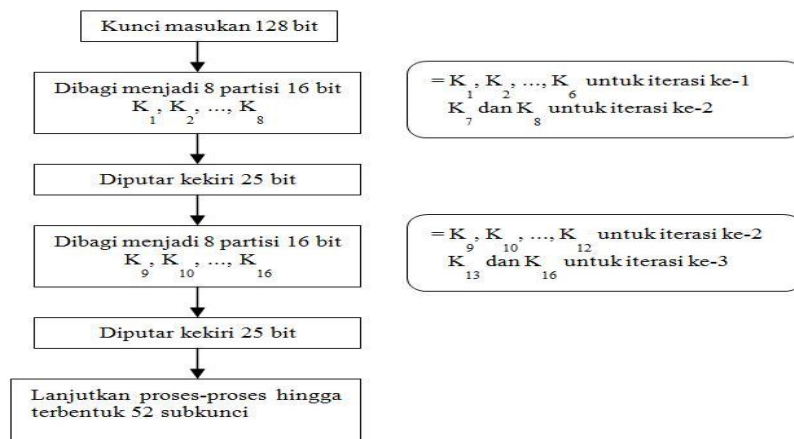 Kunci masukan 128 bit
Dibagi menjadi 8 partisi 16 bit
K₁, K₂, ..., K₈
= K₁, K₂, ..., K₆ untuk iterasi ke-1
K₇ dan K₈ untuk iterasi ke-2
Diputar kekiri 25 bit
Dibagi menjadi 8 partisi 16 bit
K₉, K₁₀, ..., K₁₆
= K₉, K₁₀, ..., K₁₂ untuk iterasi ke-2
K₁₃ dan K₁₆ untuk iterasi ke-3
Diputar kekiri 25 bit
Lanjutkan proses-proses hingga
terbentuk 52 subkunci